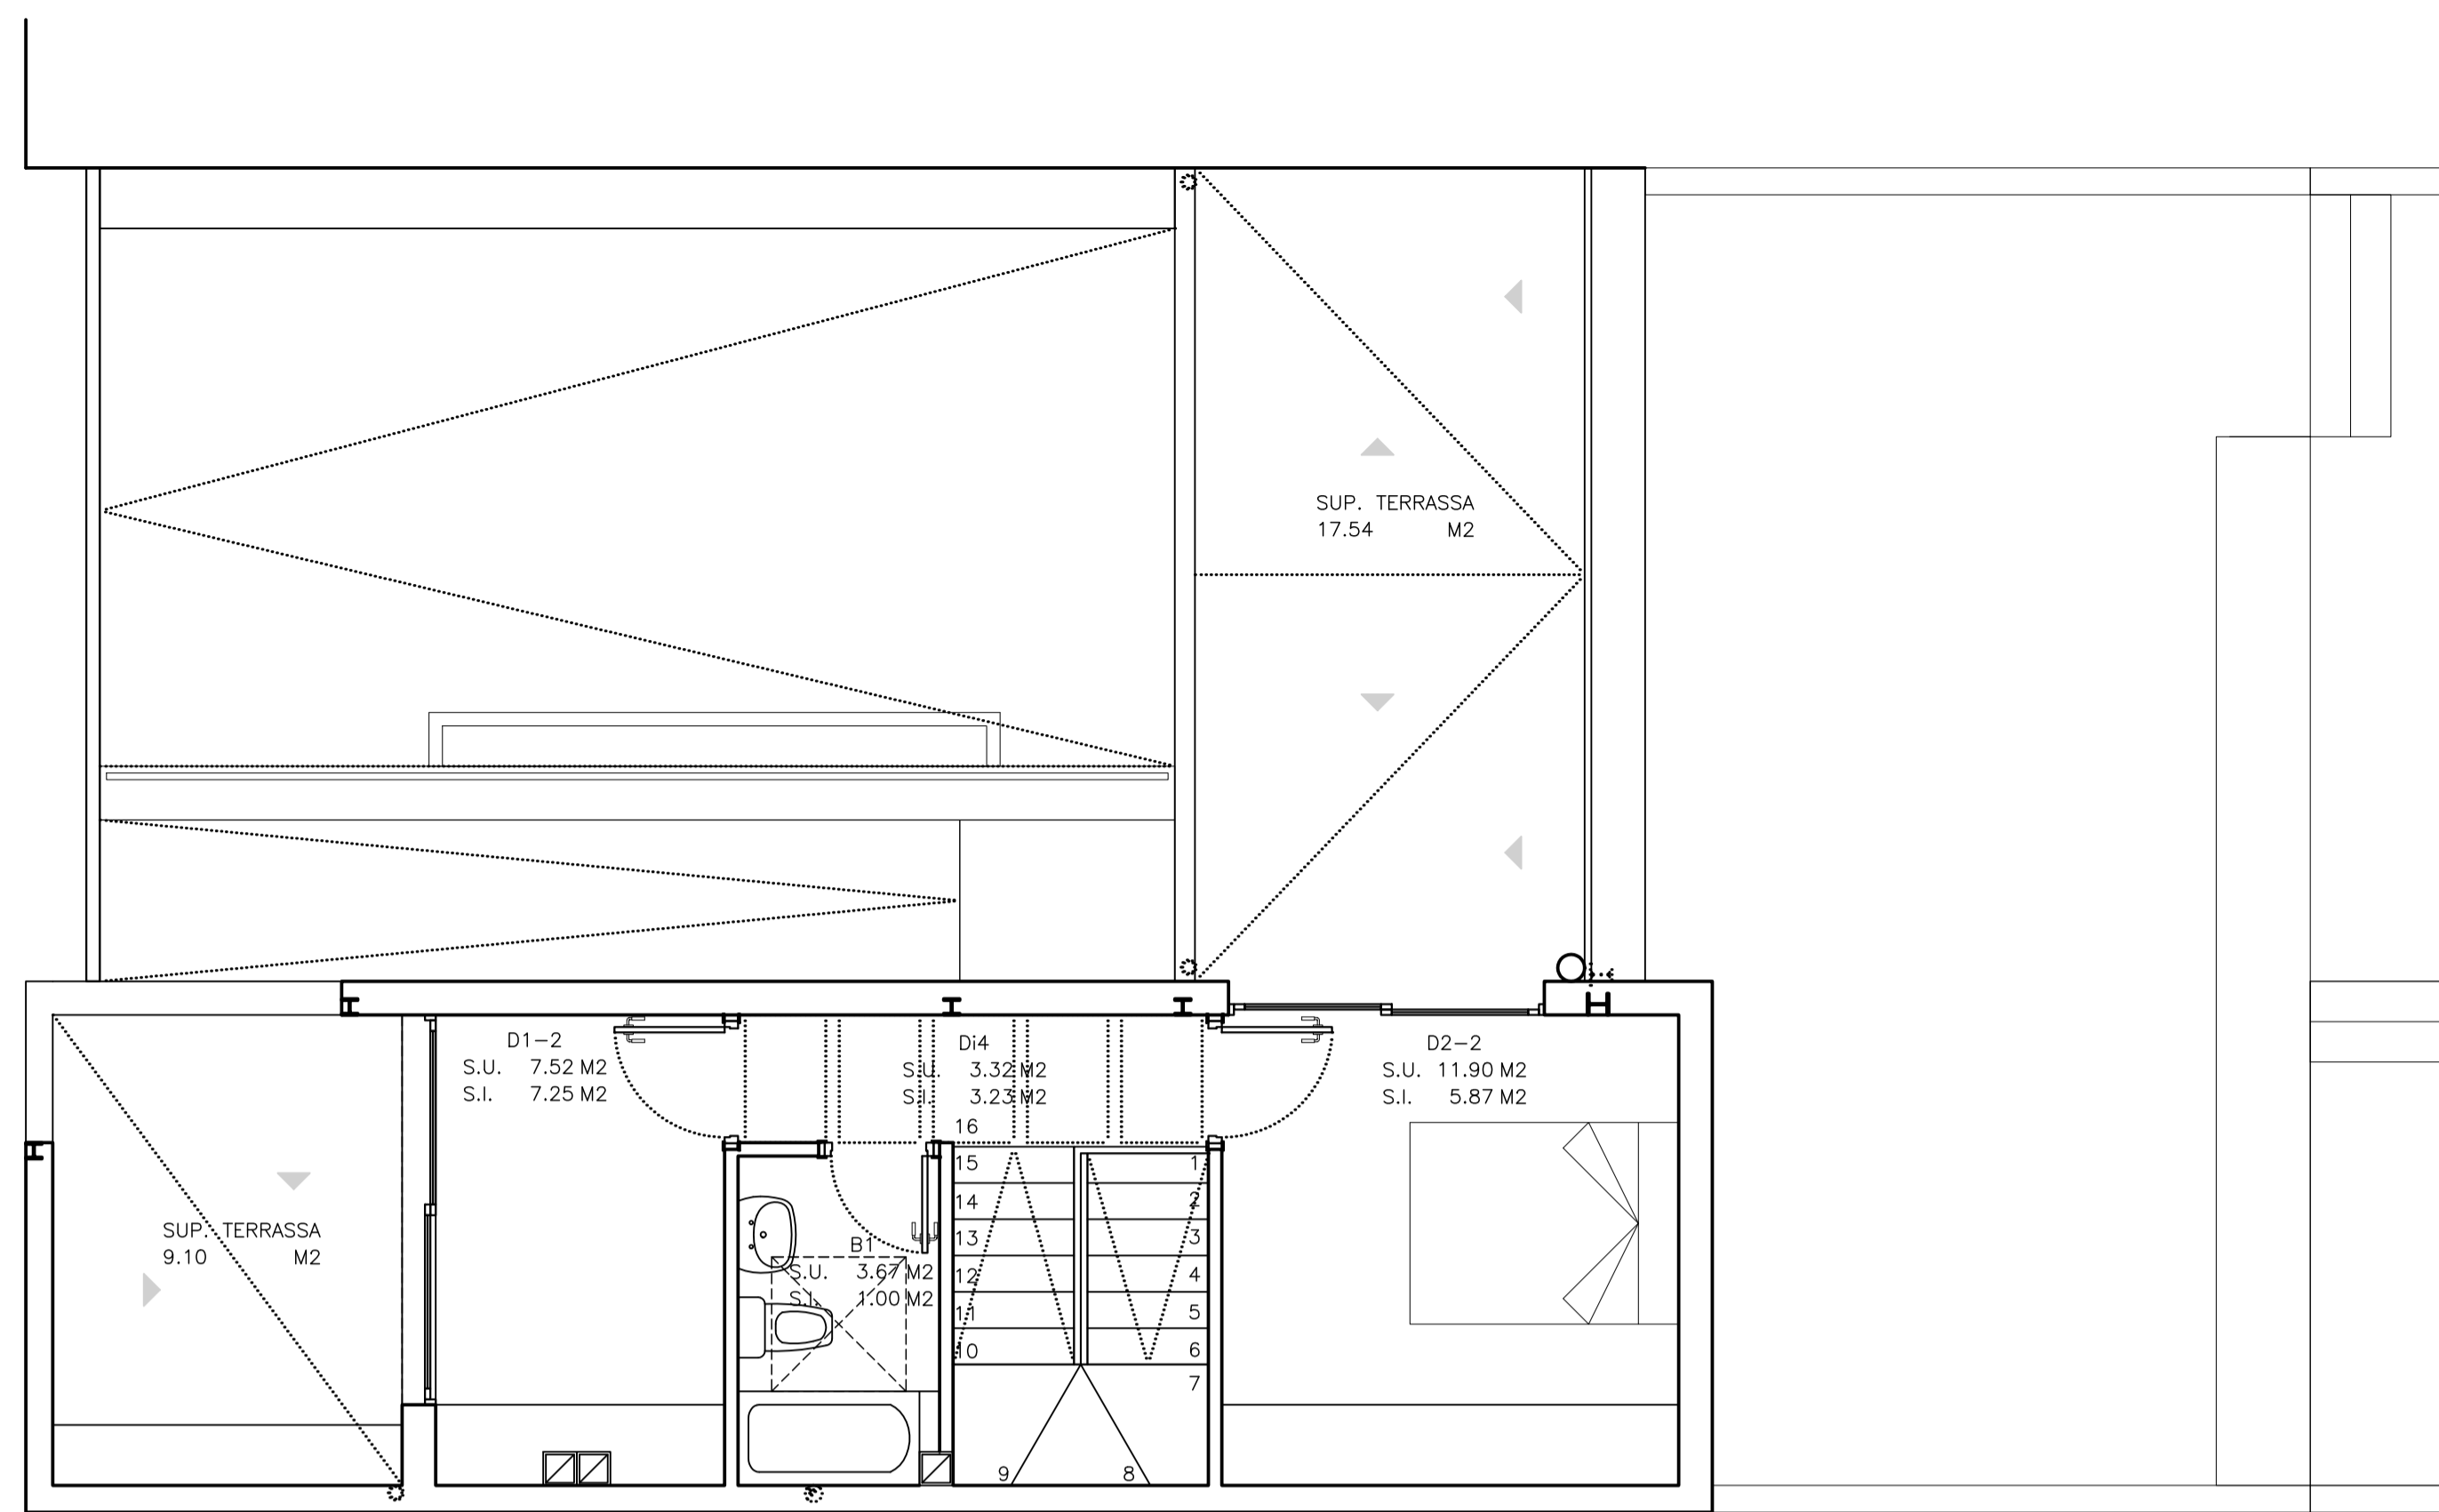 SUP. TERRASSA
17.54 M2
D1-2
S.U. 7.52 M2
S.I. 7.25 M2
Di4
S.U. 3.32 M2
S.I. 3.23 M2
D2-2
S.U. 11.90 M2
S.I. 5.87 M2
16
15
14
13
12
11
10
9
1
2
3
4
5
6
7
8
SUP. TERRASSA
9.10 M2
B1
S.U. 3.67 M2
S.I. 1.00 M2